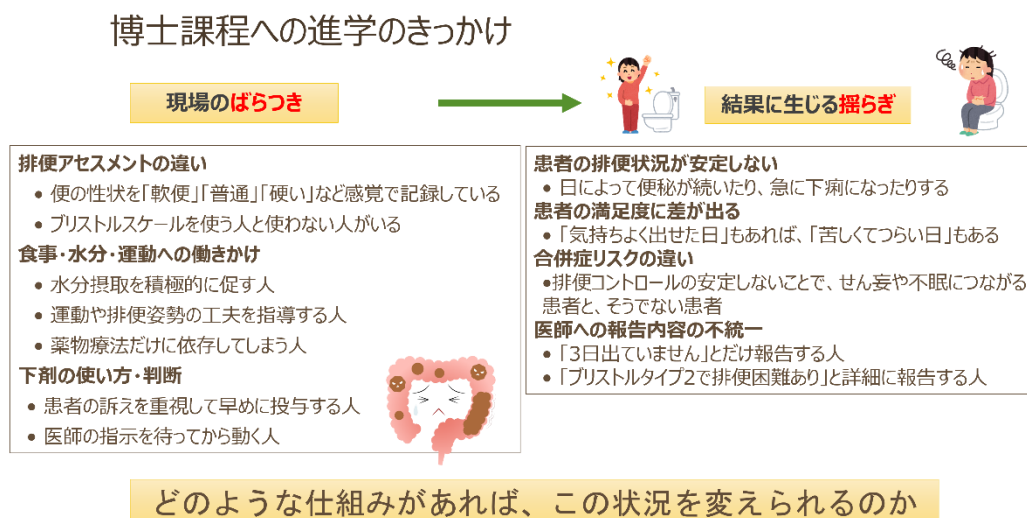 博士課程への進学のきっかけ
現場のばらつき
結果に生じる揺らぎ
排便アセスメントの違い
• 便の性状を「軟便」「普通」「硬い」など感覚で記録している
• ブリストルスケールを使う人と使わない人がいる
食事・水分・運動への働きかけ
• 水分摂取を積極的に促す人
• 運動や排便姿勢の工夫を指導する人
• 薬物療法だけに依存してしまう人
下剤の使い方・判断
• 患者の訴えを重視して早めに投与する人
• 医師の指示を待ってから動く人
患者の排便状況が安定しない
• 日によって便秘が続いたり、急に下痢になったりする
患者の満足度に差が出る
• 「気持ちよく出せた日」もあれば、「苦しくてつらい日」もある
合併症リスクの違い
•排便コントロールの安定しないことで、せん妄や不眠につながる
患者と、そうでない患者
医師への報告内容の不統一
• 「3日出ていません」とだけ報告する人
• 「ブリストルタイプ2で排便困難あり」と詳細に報告する人
どのような仕組みがあれば、この状況を変えられるのか